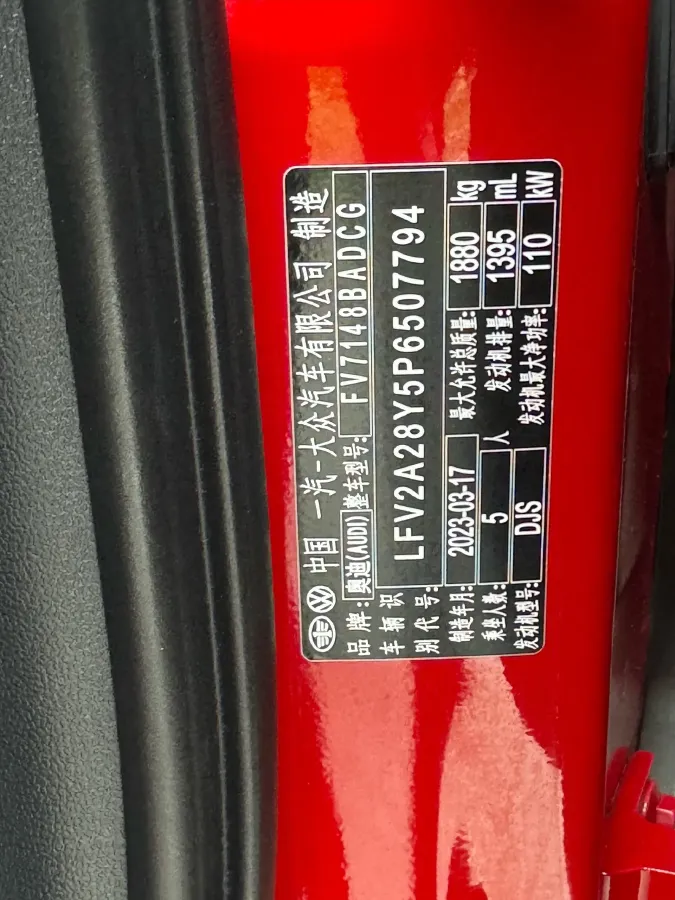 中国 一汽-大众汽车有限公司 制造
品牌: 奥迪(AUDI) 整车型号: FV7148BADCG
车辆识别代号: LFV2A28Y5P6507794
制造年月: 2023-03-17 最大允许总质量: 1880 kg
乘坐人数: 5 人 发动机排量: 1395 mL
发动机型号: DJS 发动机最大净功率: 110 kW